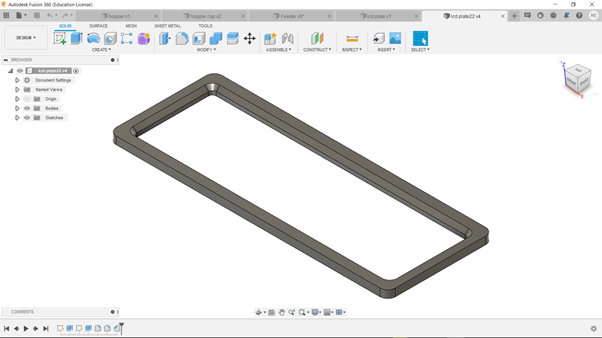 Autodesk Fusion 360 (Education License)
hopper v1
hopper cap v2
Feeder v5*
lcd plate v1
lcd plate22 v4
SOLID
SURFACE
SHEET METAL
TOOLS
DESIGN
CREATE
MODIFY
ASSEMBLE
CONSTRUCT
INSPECT
INSERT
SELECT
BROWSER
lcd plate22 v4
Document Settings
Named Views
Origin
Bodies
Sketches
Z
X
COMMENTS